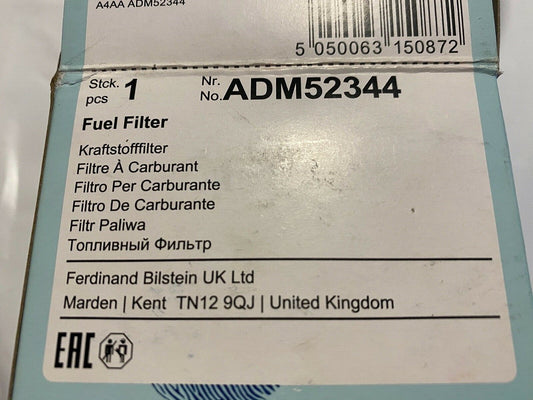 A4AA ADM52344
5 050063 150872
Stck. 1 Nr.
pcs No. ADM52344
Fuel Filter
Kraftstofffilter
Filtre À Carburant
Filtro Per Carburante
Filtro De Carburante
Filtr Paliwa
Топливный Фильтр
Ferdinand Bilstein UK Ltd
Marden | Kent TN12 9QJ | United Kingdom
EAC